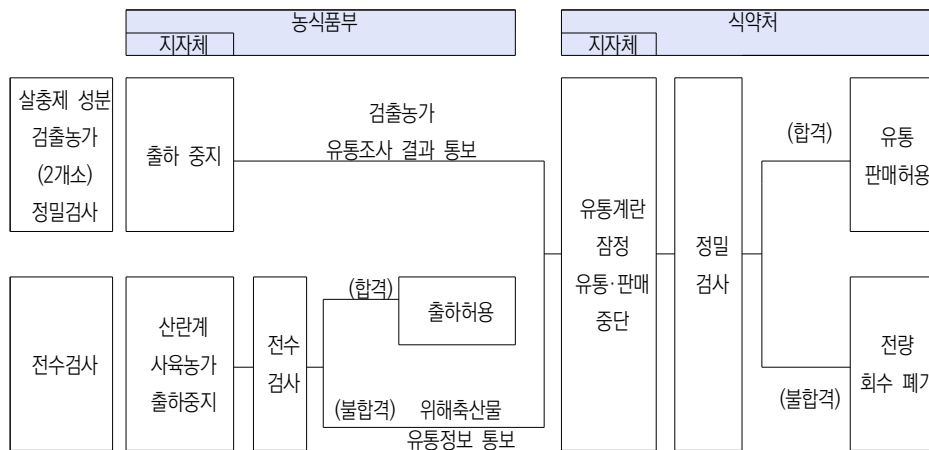 농식품부
지자체
식약처
지자체
살충제 성분
검출농가
(2개소)
정밀검사
출하 중지
검출농가
유통조사 결과 통보
유통계란
잠정
유통·판매
중단
정밀
검사
(합격)
유통
판매허용
전수검사
산란계
사육농가
출하중지
전수
검사
(합격)
출하허용
(불합격) 위해축산물
유통정보 통보
(불합격)
전량
회수 폐기